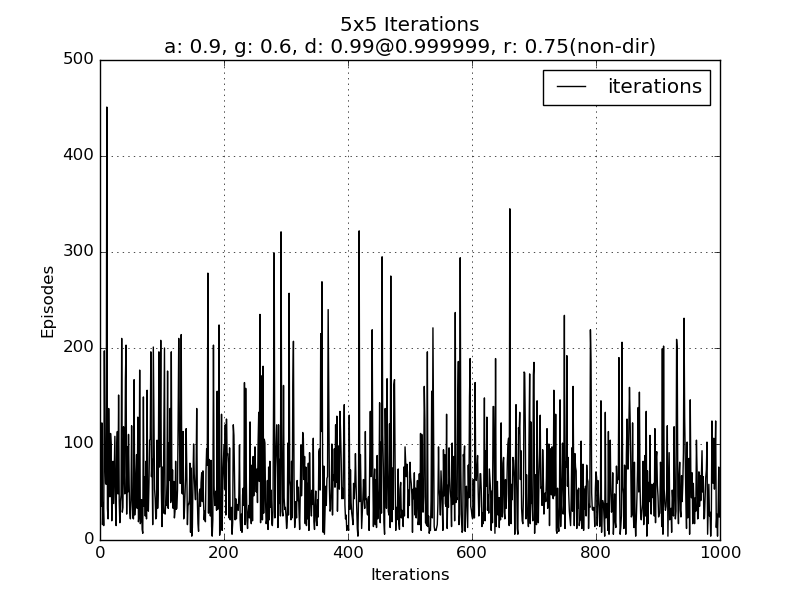 5x5 Iterations
a: 0.9, g: 0.6, d: 0.99@0.999999, r: 0.75(non-dir)
iterations
500
400
300
200
100
0
Episodes
0 200 400 600 800 1000
Iterations